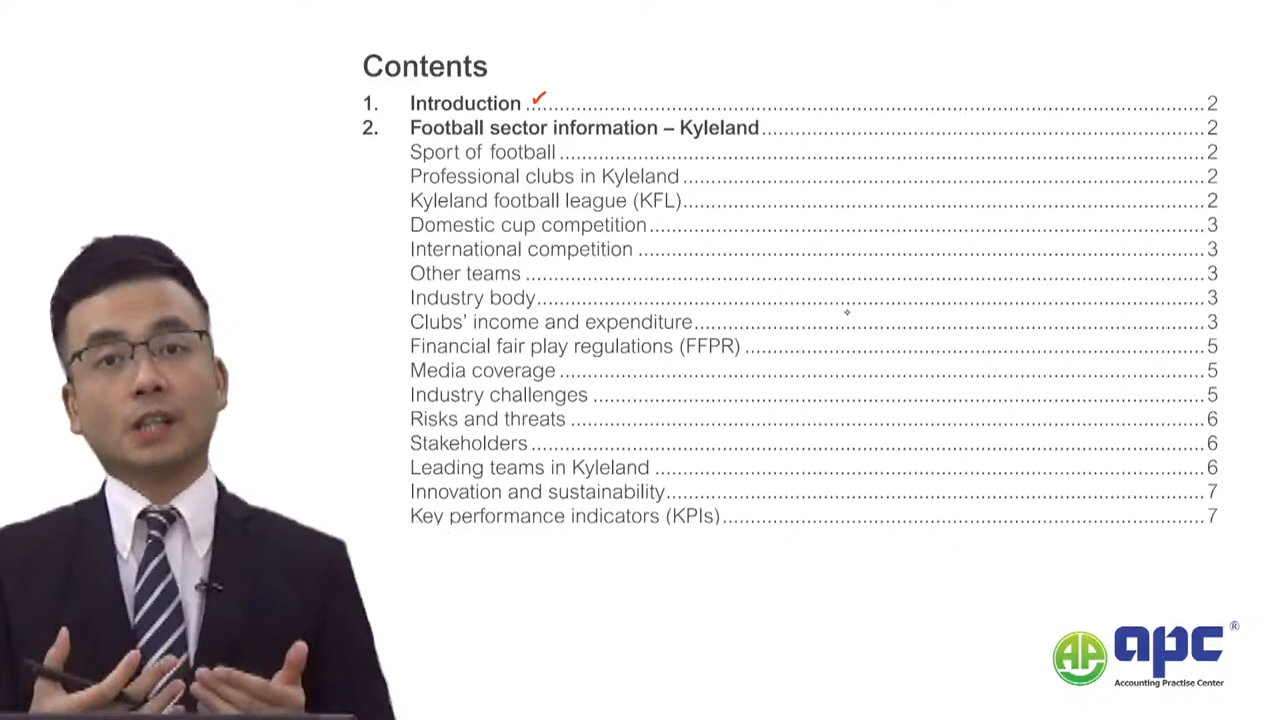 Contents
1. Introduction ........ 2
2. Football sector information – Kyleland ........ 2
Sport of football ........ 2
Professional clubs in Kyleland ........ 2
Kyleland football league (KFL) ........ 2
Domestic cup competition ........ 3
International competition ........ 3
Other teams ........ 3
Industry body ........ 3
Clubs' income and expenditure ........ 3
Financial fair play regulations (FFPR) ........ 5
Media coverage ........ 5
Industry challenges ........ 5
Risks and threats ........ 6
Stakeholders ........ 6
Leading teams in Kyleland ........ 6
Innovation and sustainability ........ 7
Key performance indicators (KPIs) ........ 7
AP apc ®
Accounting Practise Center